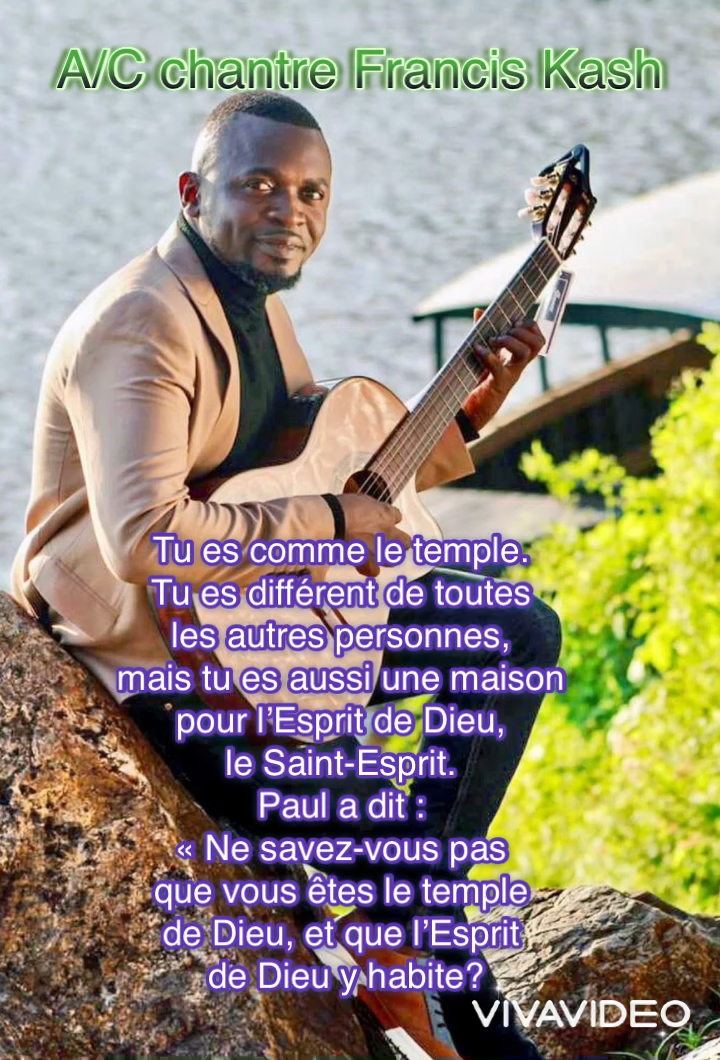 A/C chantre Francis Kash
Tu es comme le temple.
Tu es différent de toutes
les autres personnes,
mais tu es aussi une maison
pour l’Esprit de Dieu,
le Saint-Esprit.
Paul a dit :
« Ne savez-vous pas
que vous êtes le temple
de Dieu, et que l’Esprit
de Dieu y habite?
VIVAVIDEO